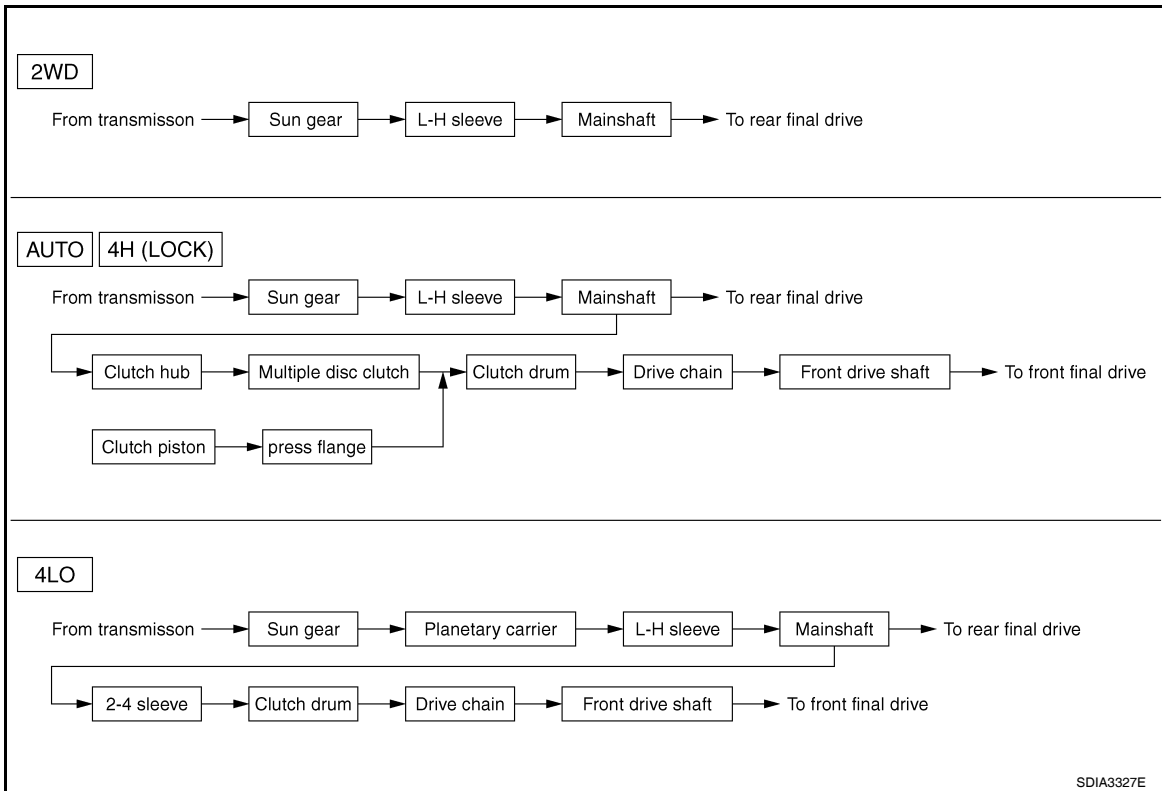 2WD
From transmisson Sun gear L-H sleeve Mainshaft To rear final drive
AUTO 4H (LOCK)
From transmisson Sun gear L-H sleeve Mainshaft To rear final drive
Clutch hub Multiple disc clutch Clutch drum Drive chain Front drive shaft To front final drive
Clutch piston press flange
4LO
From transmisson Sun gear Planetary carrier L-H sleeve Mainshaft To rear final drive
2-4 sleeve Clutch drum Drive chain Front drive shaft To front final drive
SDIA3327E